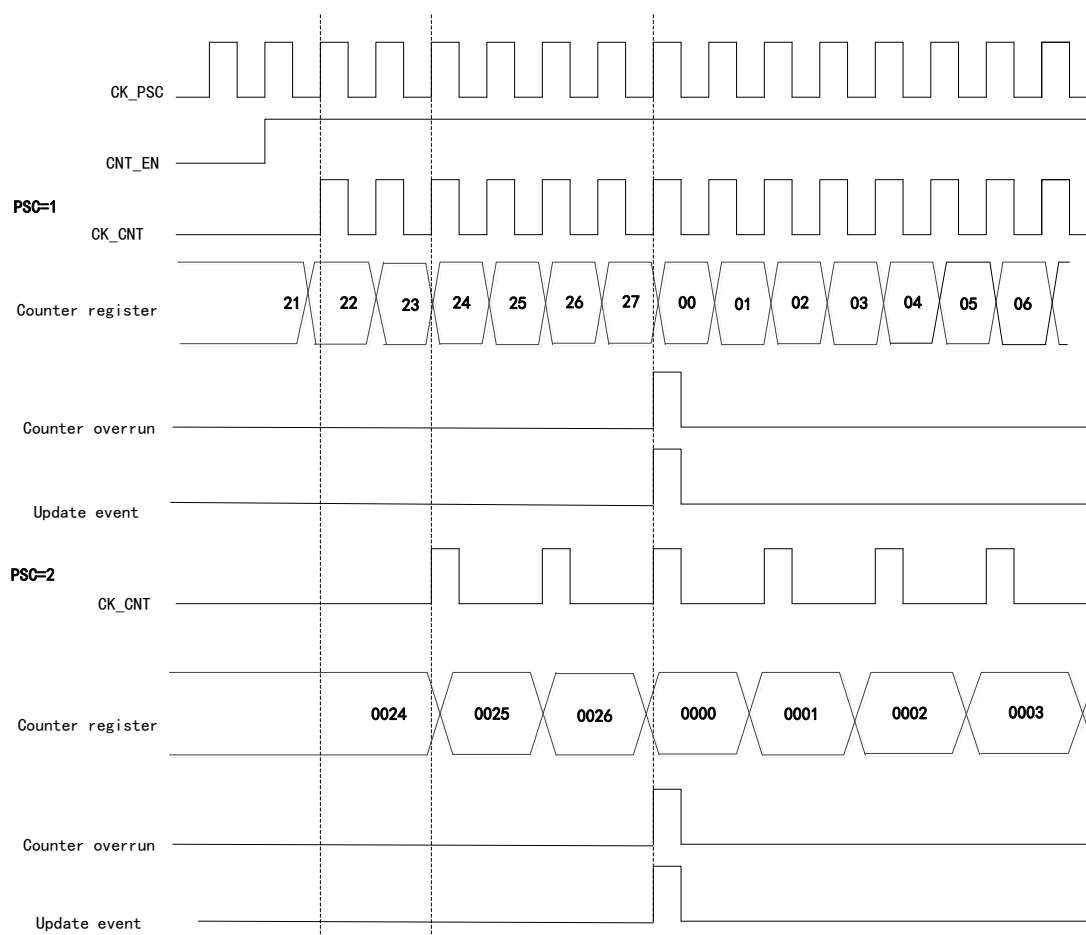 CK_PSC
CNT_EN
PSC=1
CK_CNT
Counter register
21 22 23 24 25 26 27 00 01 02 03 04 05 06
Counter overrun
Update event
PSC=2
CK_CNT
Counter register
0024 0025 0026 0000 0001 0002 0003
Counter overrun
Update event